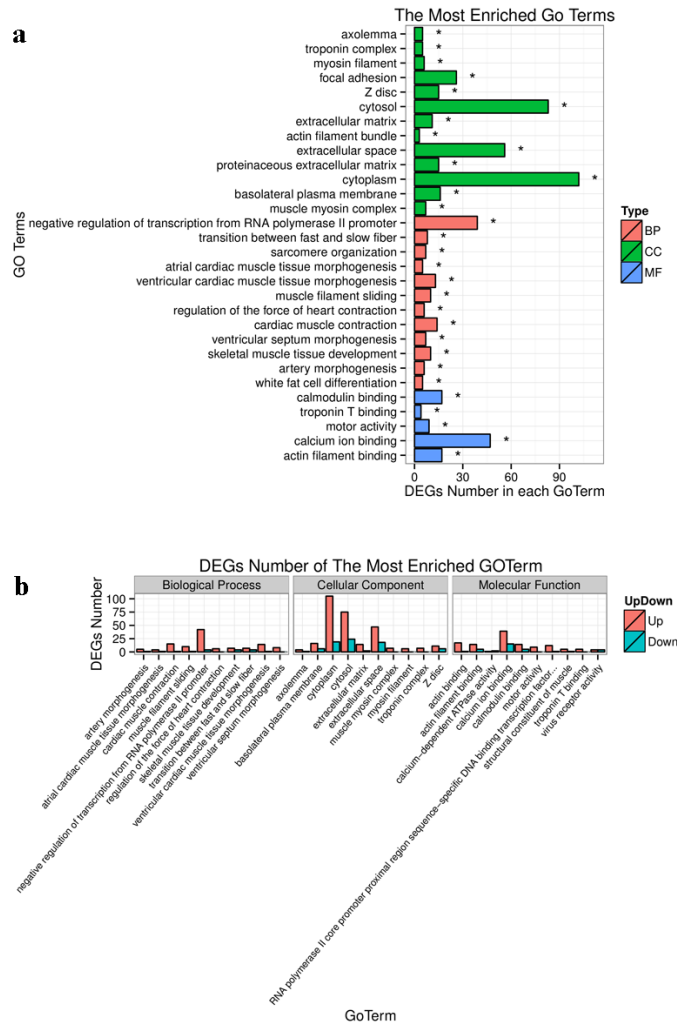 a
The Most Enriched Go Terms
GO Terms
axolemma *
troponin complex *
myosin filament *
focal adhesion *
Z disc *
cytosol *
extracellular matrix *
actin filament bundle *
extracellular space *
proteinaceous extracellular matrix *
cytoplasm *
basolateral plasma membrane *
muscle myosin complex *
negative regulation of transcription from RNA polymerase II promoter *
transition between fast and slow fiber *
sarcomere organization *
atrial cardiac muscle tissue morphogenesis *
ventricular cardiac muscle tissue morphogenesis *
muscle filament sliding *
regulation of the force of heart contraction *
cardiac muscle contraction *
ventricular septum morphogenesis *
skeletal muscle tissue development *
artery morphogenesis *
white fat cell differentiation *
calmodulin binding *
troponin T binding *
motor activity *
calcium ion binding *
actin filament binding *
0 30 60 90
DEGs Number in each GoTerm
Type
BP
CC
MF
b
DEGs Number of The Most Enriched GOTerm
Biological Process Cellular Component Molecular Function
DEGs Number
100
75
50
25
0
artery morphogenesis
atrial cardiac muscle tissue morphogenesis
cardiac muscle contraction
muscle filament sliding
negative regulation of transcription from RNA polymerase II promoter
regulation of the force of heart contraction
skeletal muscle tissue development
transition between fast and slow fiber
ventricular cardiac muscle tissue morphogenesis
ventricular septum morphogenesis
axolemma
basolateral plasma membrane
cytoplasm
cytosol
extracellular matrix
extracellular space
muscle myosin complex
myosin filament
troponin complex
Z disc
actin binding
actin filament binding
calcium-dependent ATPase activity
calcium ion binding
calmodulin binding
motor activity
RNA polymerase II core promoter proximal region sequence-specific DNA binding transcription factor...
structural constituent of muscle
troponin T binding
virus receptor activity
GoTerm
UpDown
Up
Down